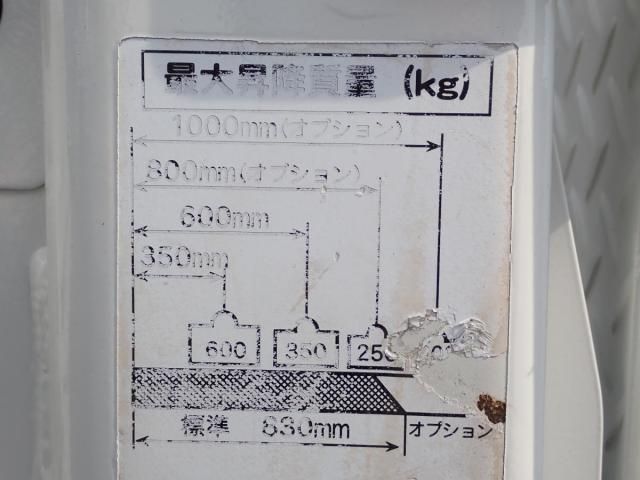 最大昇降質量 (kg)
1000mm(オプション)
800mm(オプション)
600mm
350mm
600 350 250
標準 830mm オプション